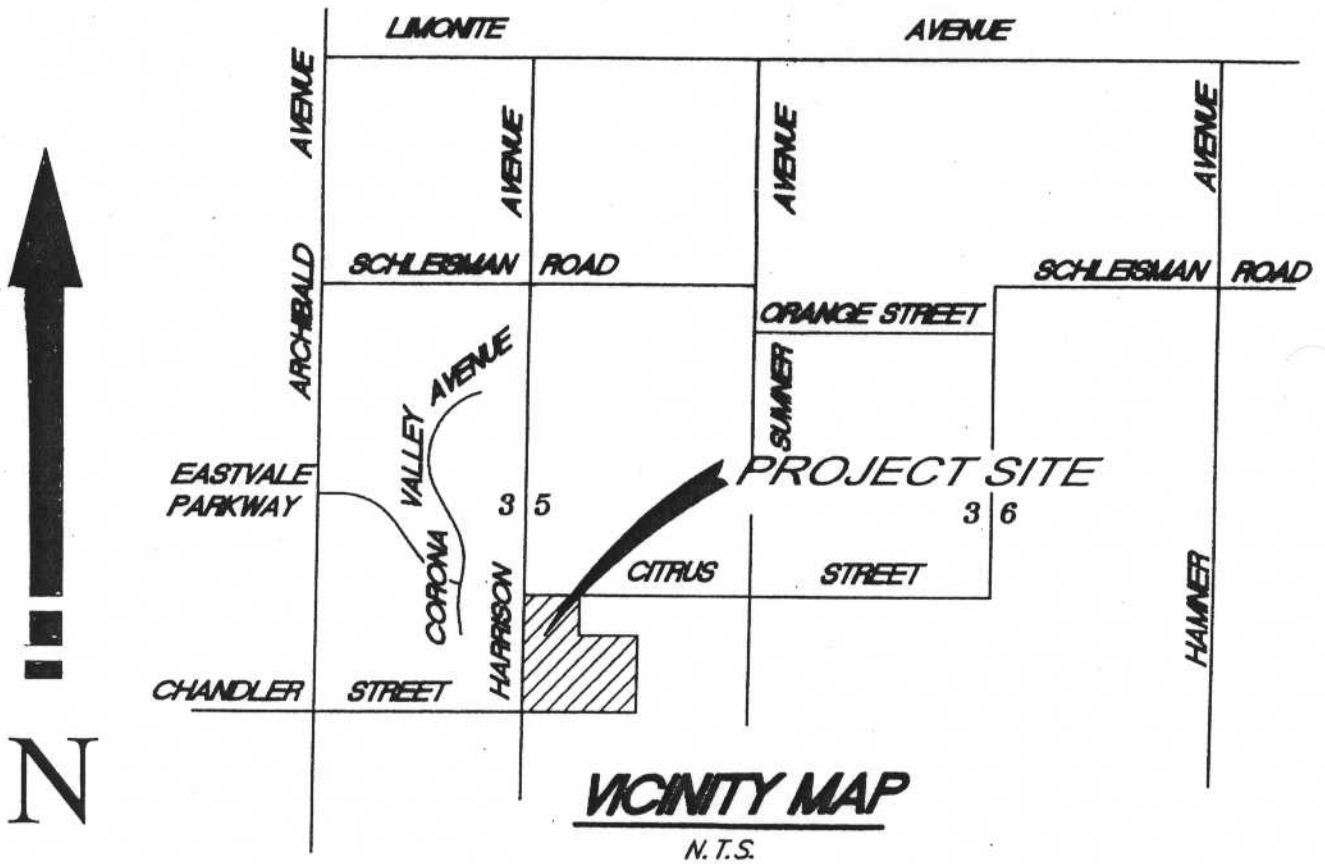 LIMONITE AVENUE
AVENUE
AVENUE
AVENUE
AVENUE
ARCHIBALD
SCHLEISMAN ROAD
SCHLEISMAN ROAD
ORANGE STREET
CORONA VALLEY AVENUE
SUMNER
EASTVALE
PARKWAY
PROJECT SITE
3 5
3 6
CITRUS STREET
HARRISON
HAMNER
CHANDLER STREET
N
VICINITY MAP
N.T.S.